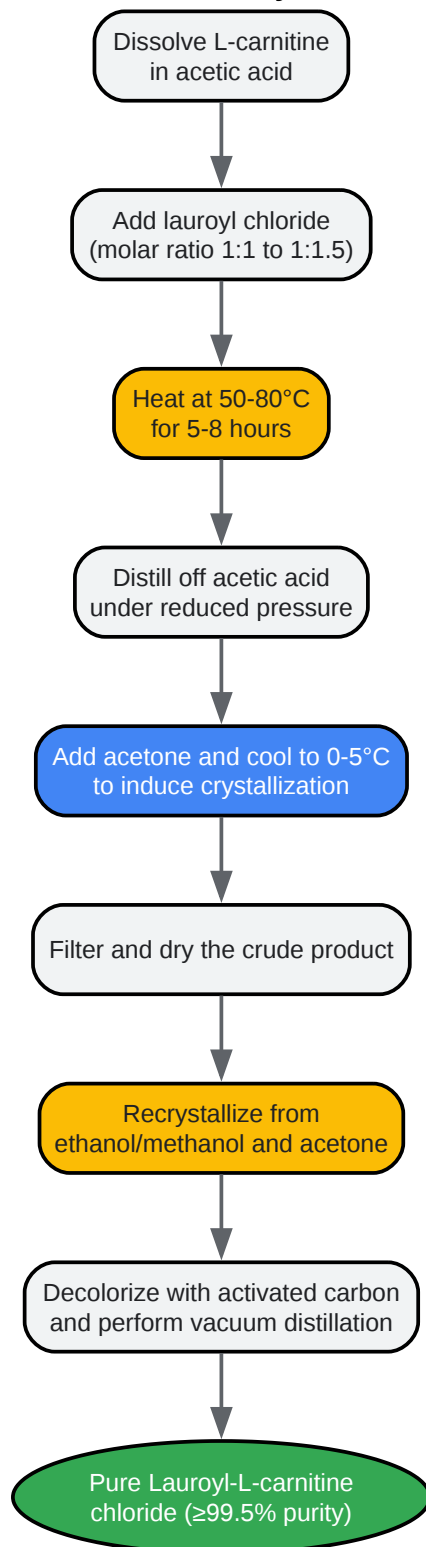 Dissolve L-carnitine
in acetic acid
Add lauroyl chloride
(molar ratio 1:1 to 1:1.5)
Heat at 50-80°C
for 5-8 hours
Distill off acetic acid
under reduced pressure
Add acetone and cool to 0-5°C
to induce crystallization
Filter and dry the crude product
Recrystallize from
ethanol/methanol and acetone
Decolorize with activated carbon
and perform vacuum distillation
Pure Lauroyl-L-carnitine
chloride (≥99.5% purity)